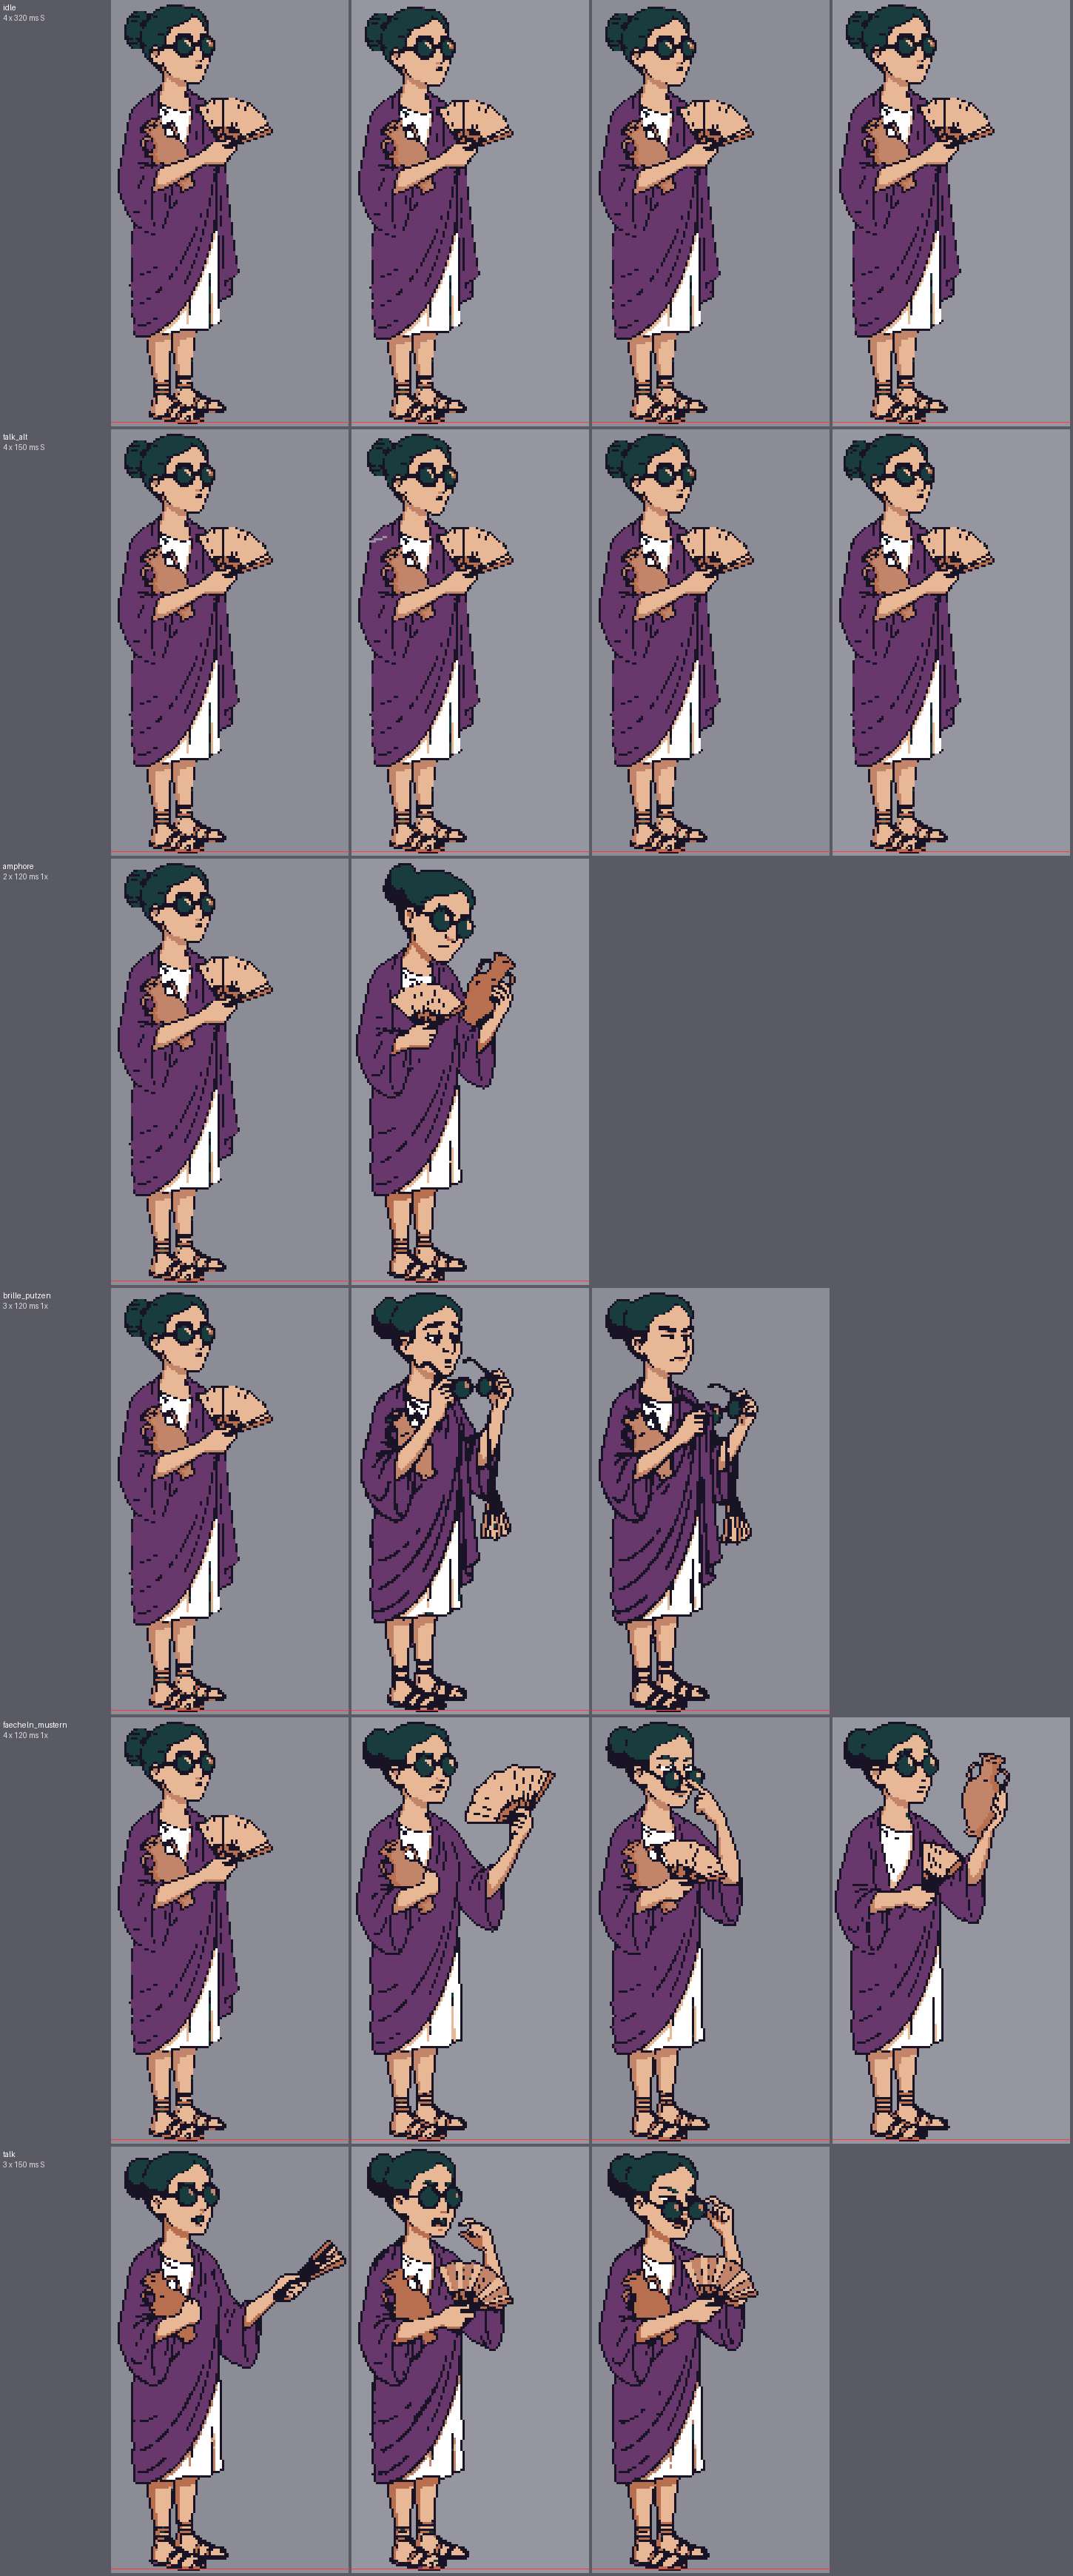 idle
4 x 320 ms S
talk_alt
4 x 150 ms S
amphore
2 x 120 ms 1x
brille_putzen
3 x 120 ms 1x
faecheln_mustern
4 x 120 ms 1x
talk
3 x 150 ms S